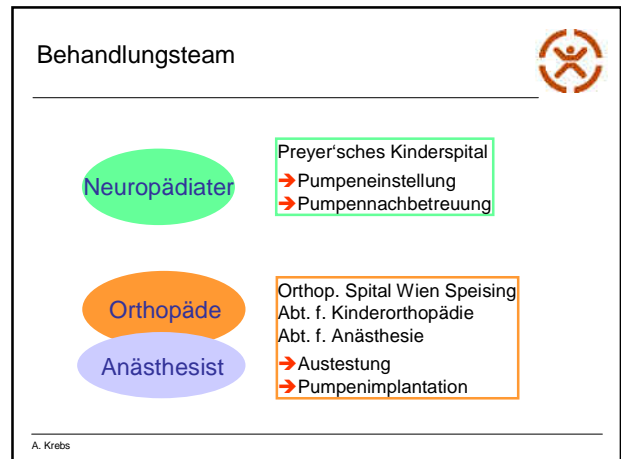 Behandlungsteam
Neuropädiater
Preyer‘sches Kinderspital
➔Pumpeneinstellung
➔Pumpennachbetreuung
Orthopäde
Anästhesist
Orthop. Spital Wien Speising
Abt. f. Kinderorthopädie
Abt. f. Anästhesie
➔Austestung
➔Pumpenimplantation
A. Krebs